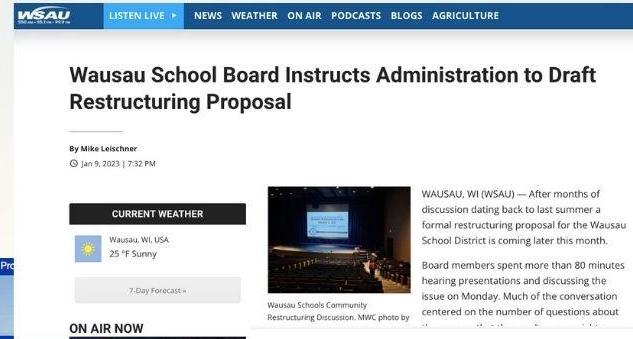 WSAU
LISTEN LIVE
NEWS WEATHER ON AIR PODCASTS BLOGS AGRICULTURE
Wausau School Board Instructs Administration to Draft
Restructuring Proposal
By Mike Leischner
Jan 9, 2023 | 7:32 PM
CURRENT WEATHER
Wausau, WI, USA
25 °F Sunny
7-Day Forecast »
ON AIR NOW
Wausau Schools Community
Restructuring Discussion. MWC photo by
WAUSAU, WI (WSAU) — After months of
discussion dating back to last summer a
formal restructuring proposal for the Wausau
School District is coming later this month.
Board members spent more than 80 minutes
hearing presentations and discussing the
issue on Monday. Much of the conversation
centered on the number of questions about
Pro